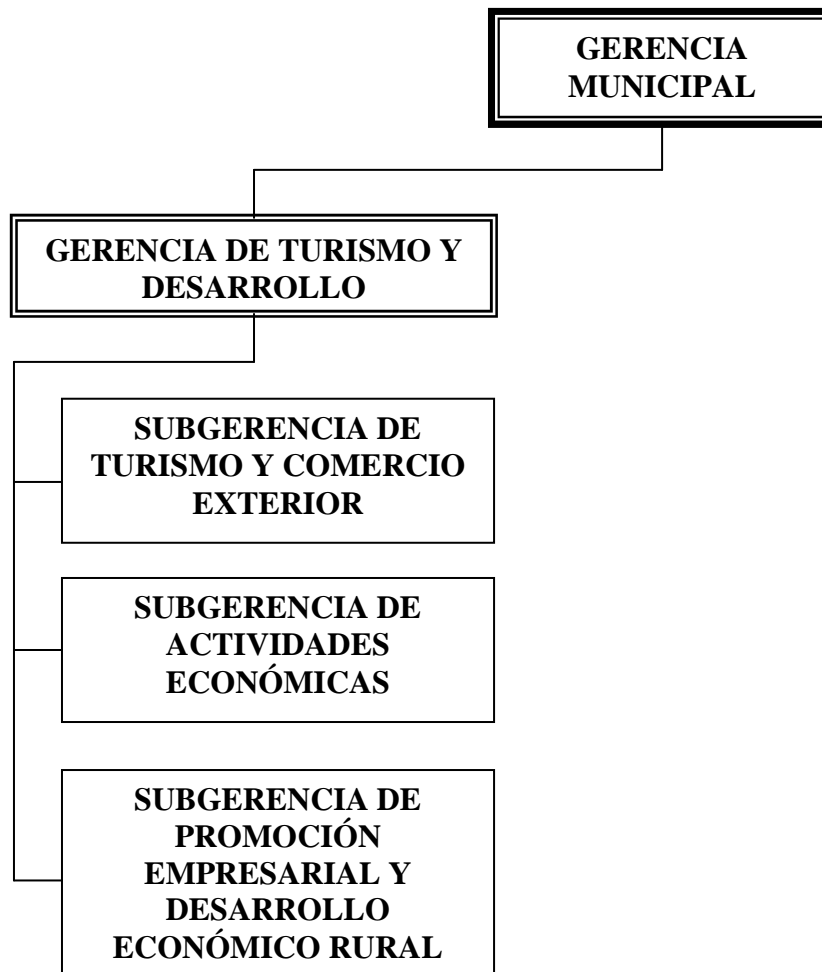 GERENCIA
MUNICIPAL
GERENCIA DE TURISMO Y
DESARROLLO
SUBGERENCIA DE
TURISMO Y COMERCIO
EXTERIOR
SUBGERENCIA DE
ACTIVIDADES
ECONÓMICAS
SUBGERENCIA DE
PROMOCIÓN
EMPRESARIAL Y
DESARROLLO
ECONÓMICO RURAL